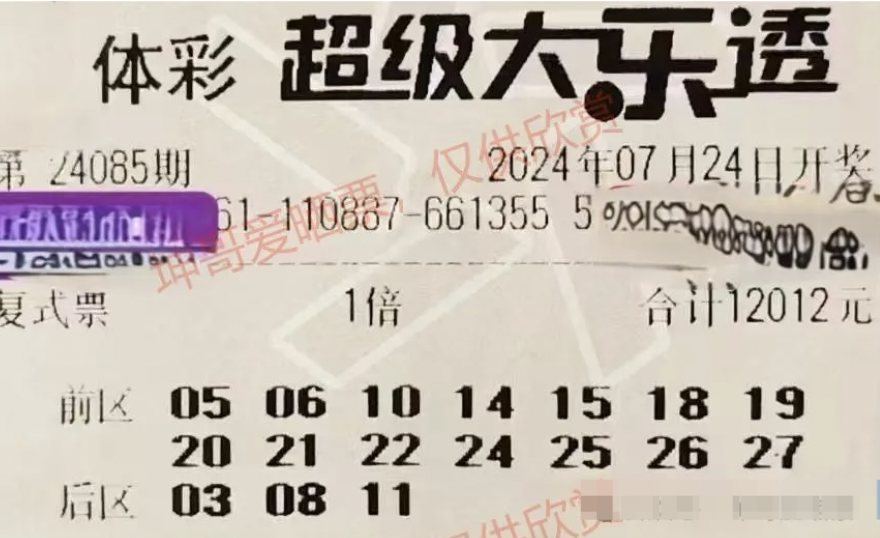 体彩 超级大乐透
第 24085期 2024年07月24日开奖
61-110887-661355 5
复式票 1倍 合计12012元
前区 05 06 10 14 15 18 19
20 21 22 24 25 26 27
后区 03 08 11
坤哥爱晒票，仅供欣赏
仅供欣赏